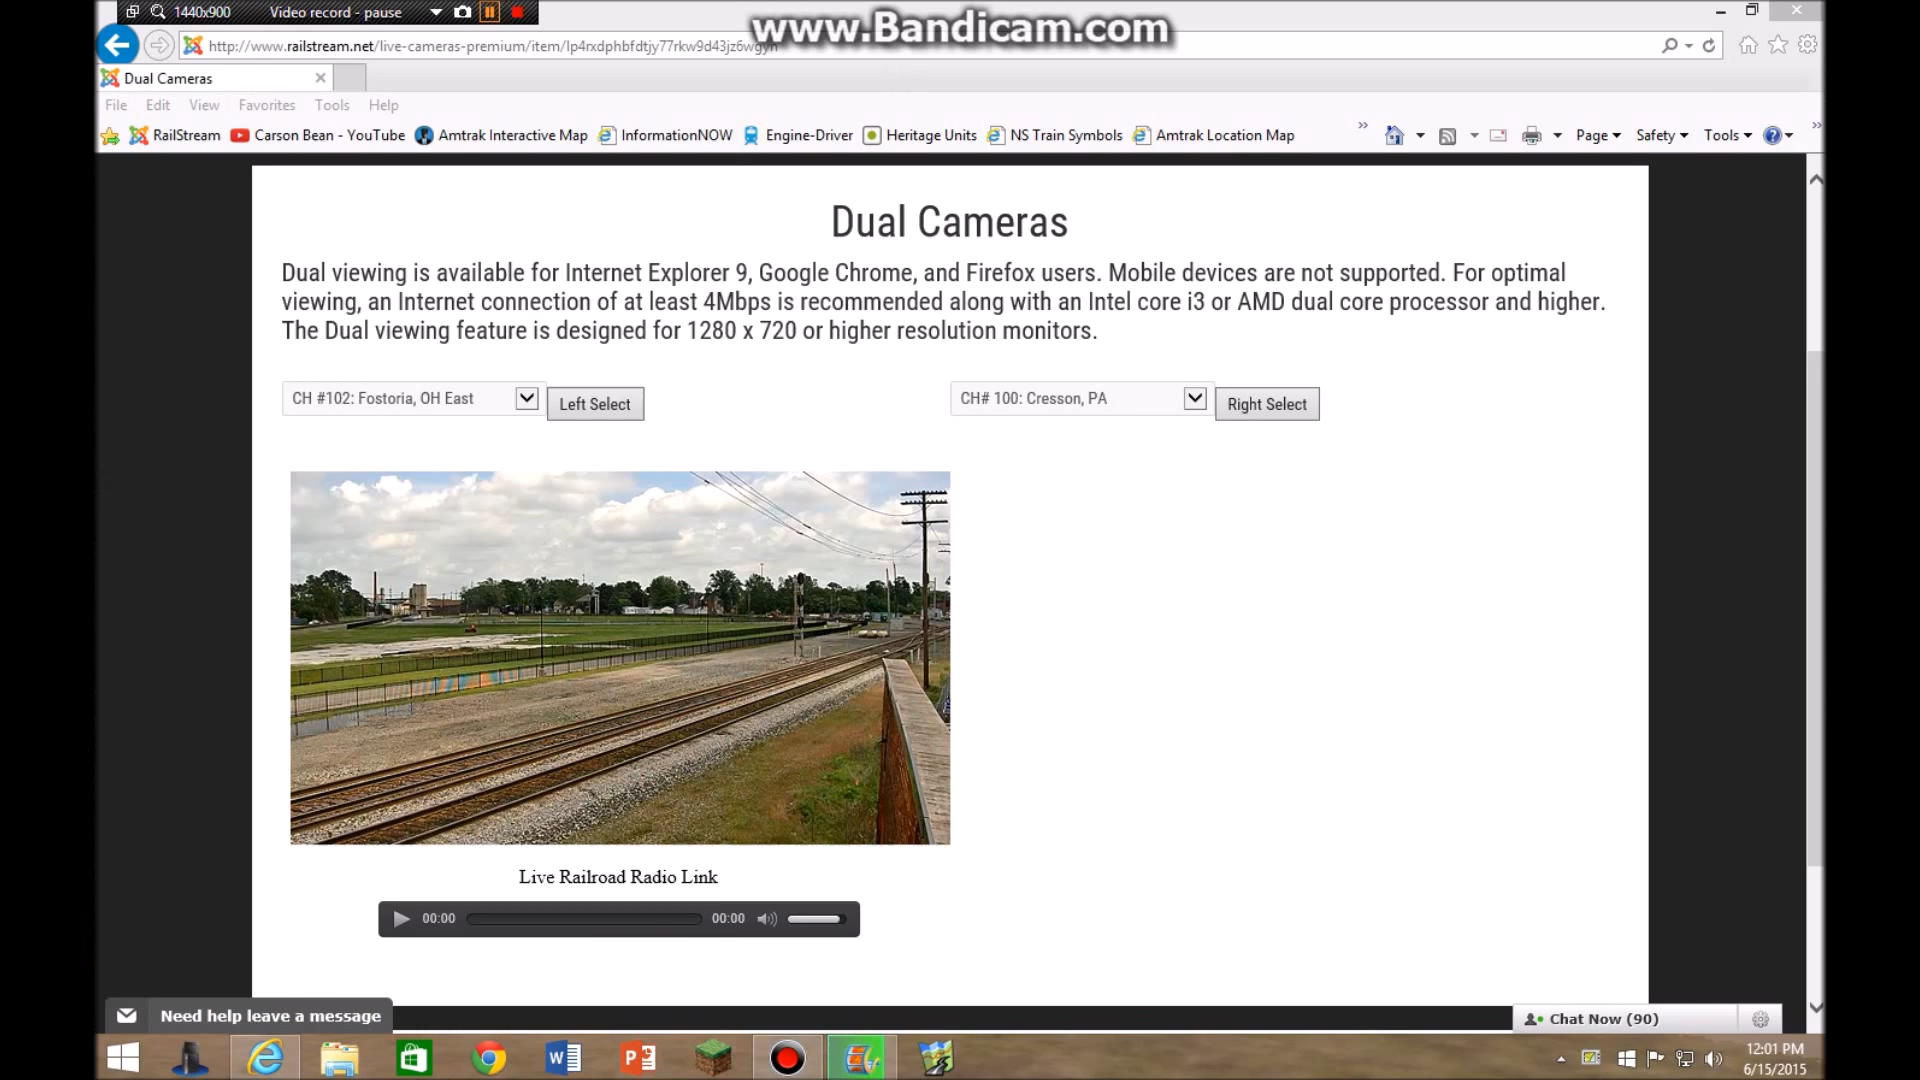 1440x900 Video record - pause
www.Bandicam.com
http://www.railstream.net/live-cameras-premium/item/lp4rxdphbfdtjy77rkw9d43jz6wgyn
Dual Cameras
File Edit View Favorites Tools Help
RailStream Carson Bean - YouTube Amtrak Interactive Map InformationNOW Engine-Driver Heritage Units NS Train Symbols Amtrak Location Map Page Safety Tools
Dual Cameras
Dual viewing is available for Internet Explorer 9, Google Chrome, and Firefox users. Mobile devices are not supported. For optimal
viewing, an Internet connection of at least 4Mbps is recommended along with an Intel core i3 or AMD dual core processor and higher.
The Dual viewing feature is designed for 1280 x 720 or higher resolution monitors.
CH #102: Fostoria, OH East Left Select CH# 100: Cresson, PA Right Select
Live Railroad Radio Link
00:00 00:00
Need help leave a message
Chat Now (90)
12:01 PM
6/15/2015